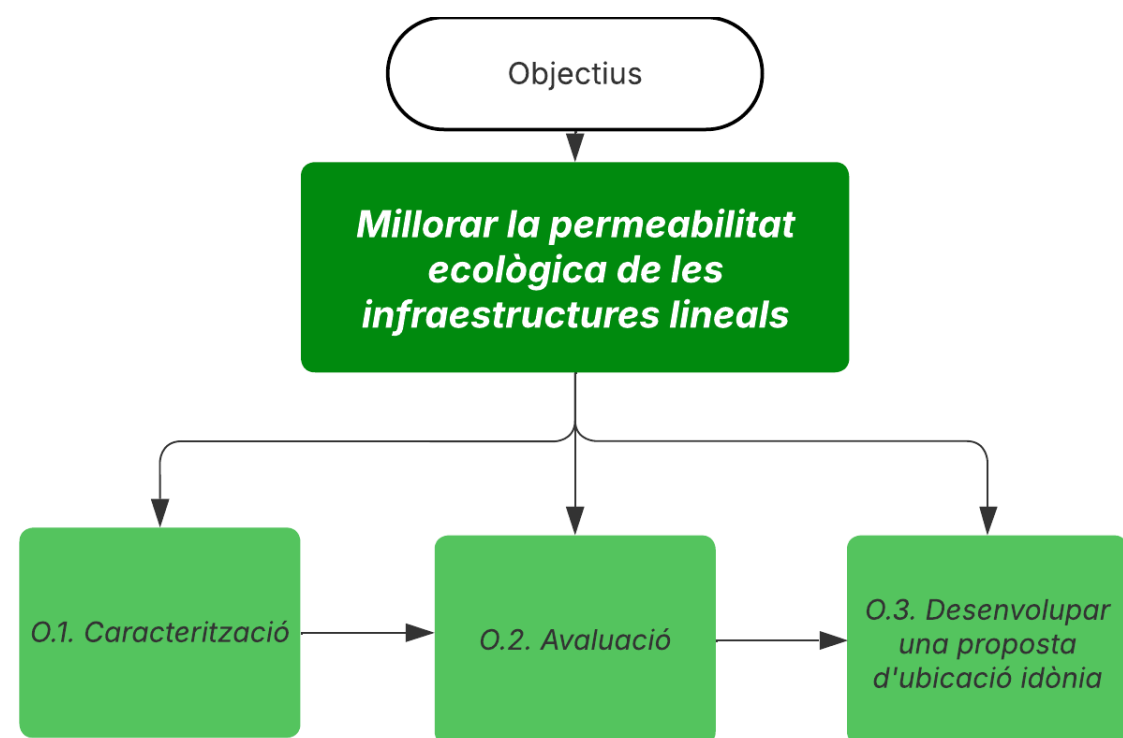 Objectius
Millorar la permeabilitat
ecològica de les
infraestructures lineals
O.1. Caracterització
O.2. Avaluació
O.3. Desenvolupar
una proposta
d'ubicació idònia